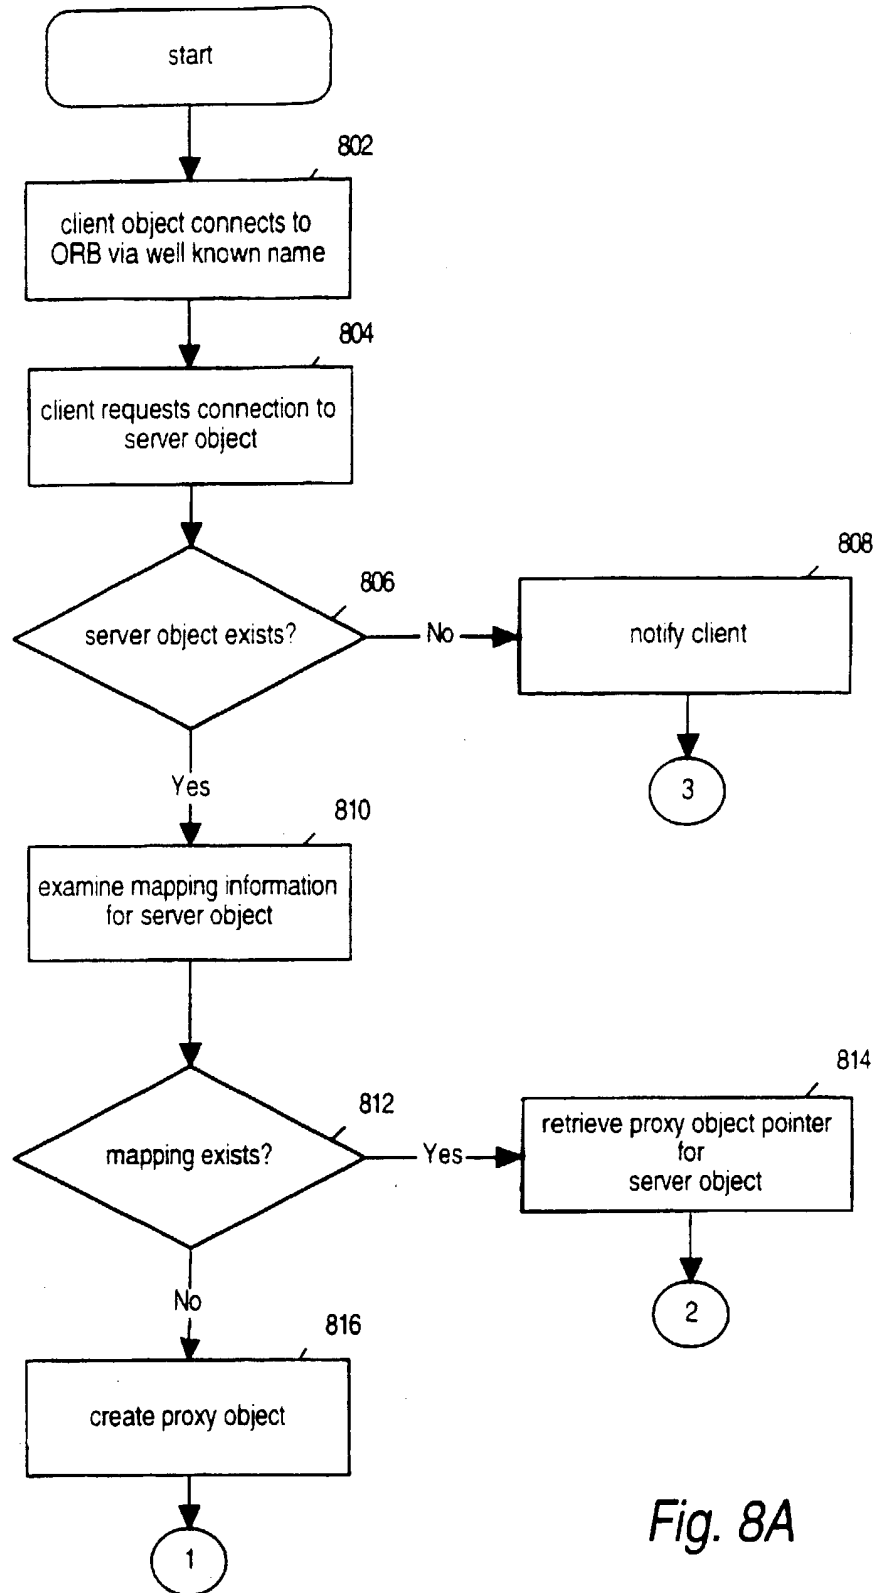 start
802
client object connects to
ORB via well known name
804
client requests connection to
server object
806
server object exists?
No
808
notify client
3
Yes
810
examine mapping information
for server object
812
mapping exists?
Yes
814
retrieve proxy object pointer
for
server object
2
No
816
create proxy object
1
Fig. 8A